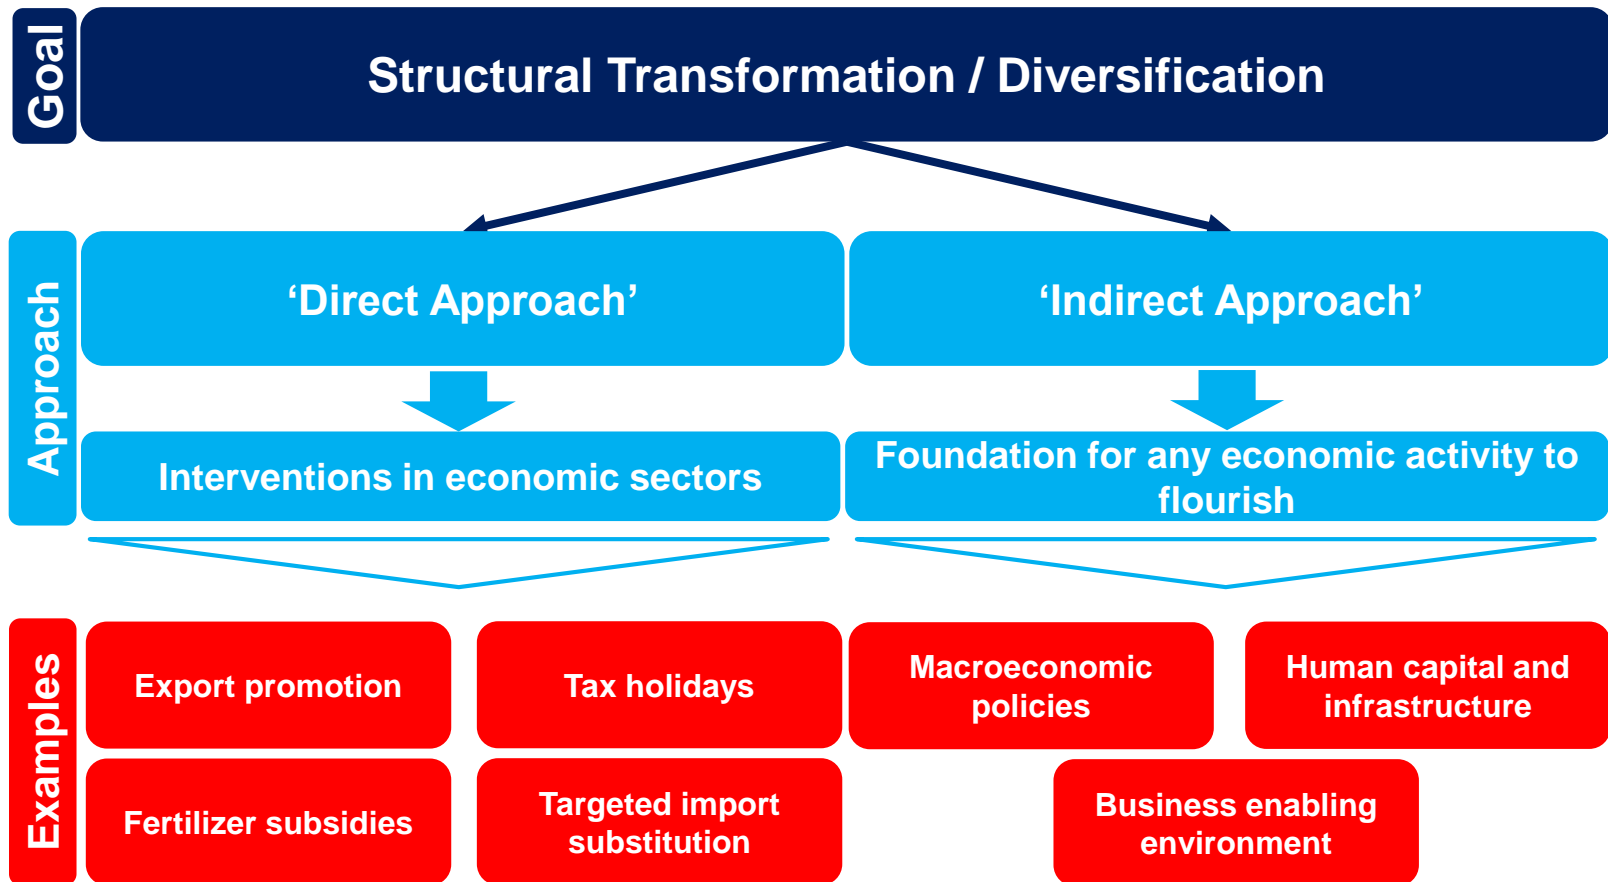 Goal
Structural Transformation / Diversification
Approach
‘Direct Approach’
‘Indirect Approach’
Interventions in economic sectors
Foundation for any economic activity to
flourish
Examples
Export promotion
Tax holidays
Macroeconomic
policies
Human capital and
infrastructure
Fertilizer subsidies
Targeted import
substitution
Business enabling
environment